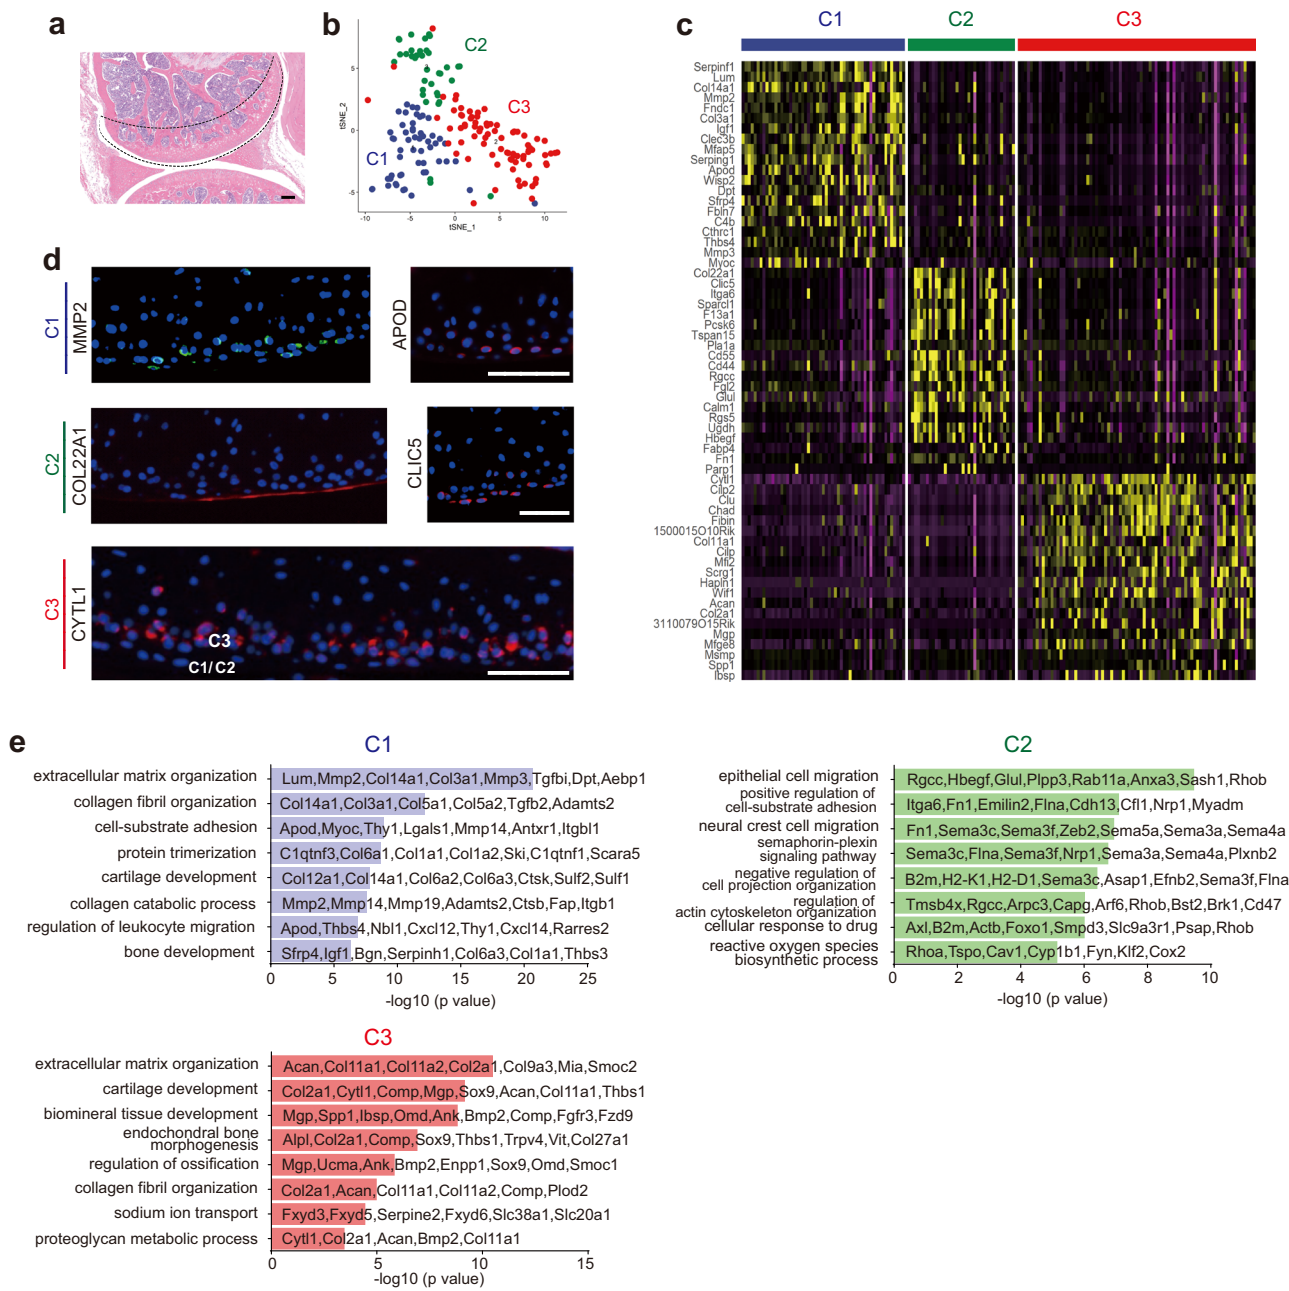 a
b
C2
C3
C1
3
2
tSNE_2
5
0
-5
-10
-5
0
5
10
tSNE_1
c
C1
C2
C3
Serpinf1
Lum
Col14a1
Mmp2
Fndc1
Col3a1
Igf1
Clec3b
Mfap5
Serping1
Apod
Wisp2
Dpt
Sfrp4
Fbln7
C4b
Cthrc1
Thbs4
Mmp3
Myoc
Col22a1
Clic5
Itga6
Sparcl1
F13a1
Pcsk6
Tspan15
Pla1a
Cd55
Cd44
Rgcc
Fgl2
Glul
Calm1
Rgs5
Ugdh
Hbegf
Fabp4
Fn1
Parp1
Cytl1
Cilp2
Clu
Chad
Fibin
1500015O10Rik
Col11a1
Cilp
Mfi2
Scrg1
Hapln1
Wif1
Acan
Col2a1
3110079O15Rik
Mgp
Mfge8
Msmp
Spp1
Ibsp
d
C1
MMP2
APOD
C2
COL22A1
CLIC5
C3
CYTL1
C3
C1/C2
e
C1
extracellular matrix organization
Lum,Mmp2,Col14a1,Col3a1,Mmp3,Tgfbi,Dpt,Aebp1
collagen fibril organization
Col14a1,Col3a1,Col5a1,Col5a2,Tgfb2,Adamts2
cell-substrate adhesion
Apod,Myoc,Thy1,Lgals1,Mmp14,Antxr1,Itgbl1
protein trimerization
C1qtnf3,Col6a1,Col1a1,Col1a2,Ski,C1qtnf1,Scara5
cartilage development
Col12a1,Col14a1,Col6a2,Col6a3,Ctsk,Sulf2,Sulf1
collagen catabolic process
Mmp2,Mmp14,Mmp19,Adamts2,Ctsb,Fap,Itgb1
regulation of leukocyte migration
Apod,Thbs4,Nbl1,Cxcl12,Thy1,Cxcl14,Rarres2
bone development
Sfrp4,Igf1,Bgn,Serpinh1,Col6a3,Col1a1,Thbs3
0
5
10
15
20
25
-log10 (p value)
C2
epithelial cell migration
Rgcc,Hbegf,Glul,Plpp3,Rab11a,Anxa3,Sash1,Rhob
positive regulation of
cell-substrate adhesion
Itga6,Fn1,Emilin2,Flna,Cdh13,Cfl1,Nrp1,Myadm
neural crest cell migration
Fn1,Sema3c,Sema3f,Zeb2,Sema5a,Sema3a,Sema4a
semaphorin-plexin
signaling pathway
Sema3c,Flna,Sema3f,Nrp1,Sema3a,Sema4a,Plxnb2
negative regulation of
cell projection organization
B2m,H2-K1,H2-D1,Sema3c,Asap1,Efnb2,Sema3f,Flna
regulation of
actin cytoskeleton organization
Tmsb4x,Rgcc,Arpc3,Capg,Arf6,Rhob,Bst2,Brk1,Cd47
cellular response to drug
Axl,B2m,Actb,Foxo1,Smpd3,Slc9a3r1,Psap,Rhob
reactive oxygen species
biosynthetic process
Rhoa,Tspo,Cav1,Cyp1b1,Fyn,Klf2,Cox2
0
2
4
6
8
10
-log10 (p value)
C3
extracellular matrix organization
Acan,Col11a1,Col11a2,Col2a1,Col9a3,Mia,Smoc2
cartilage development
Col2a1,Cytl1,Comp,Mgp,Sox9,Acan,Col11a1,Thbs1
biomineral tissue development
Mgp,Spp1,Ibsp,Omd,Ank,Bmp2,Comp,Fgfr3,Fzd9
endochondral bone
morphogenesis
Alpl,Col2a1,Comp,Sox9,Thbs1,Trpv4,Vit,Col27a1
regulation of ossification
Mgp,Ucma,Ank,Bmp2,Enpp1,Sox9,Omd,Smoc1
collagen fibril organization
Col2a1,Acan,Col11a1,Col11a2,Comp,Plod2
sodium ion transport
Fxyd3,Fxyd5,Serpine2,Fxyd6,Slc38a1,Slc20a1
proteoglycan metabolic process
Cytl1,Col2a1,Acan,Bmp2,Col11a1
0
5
10
15
-log10 (p value)